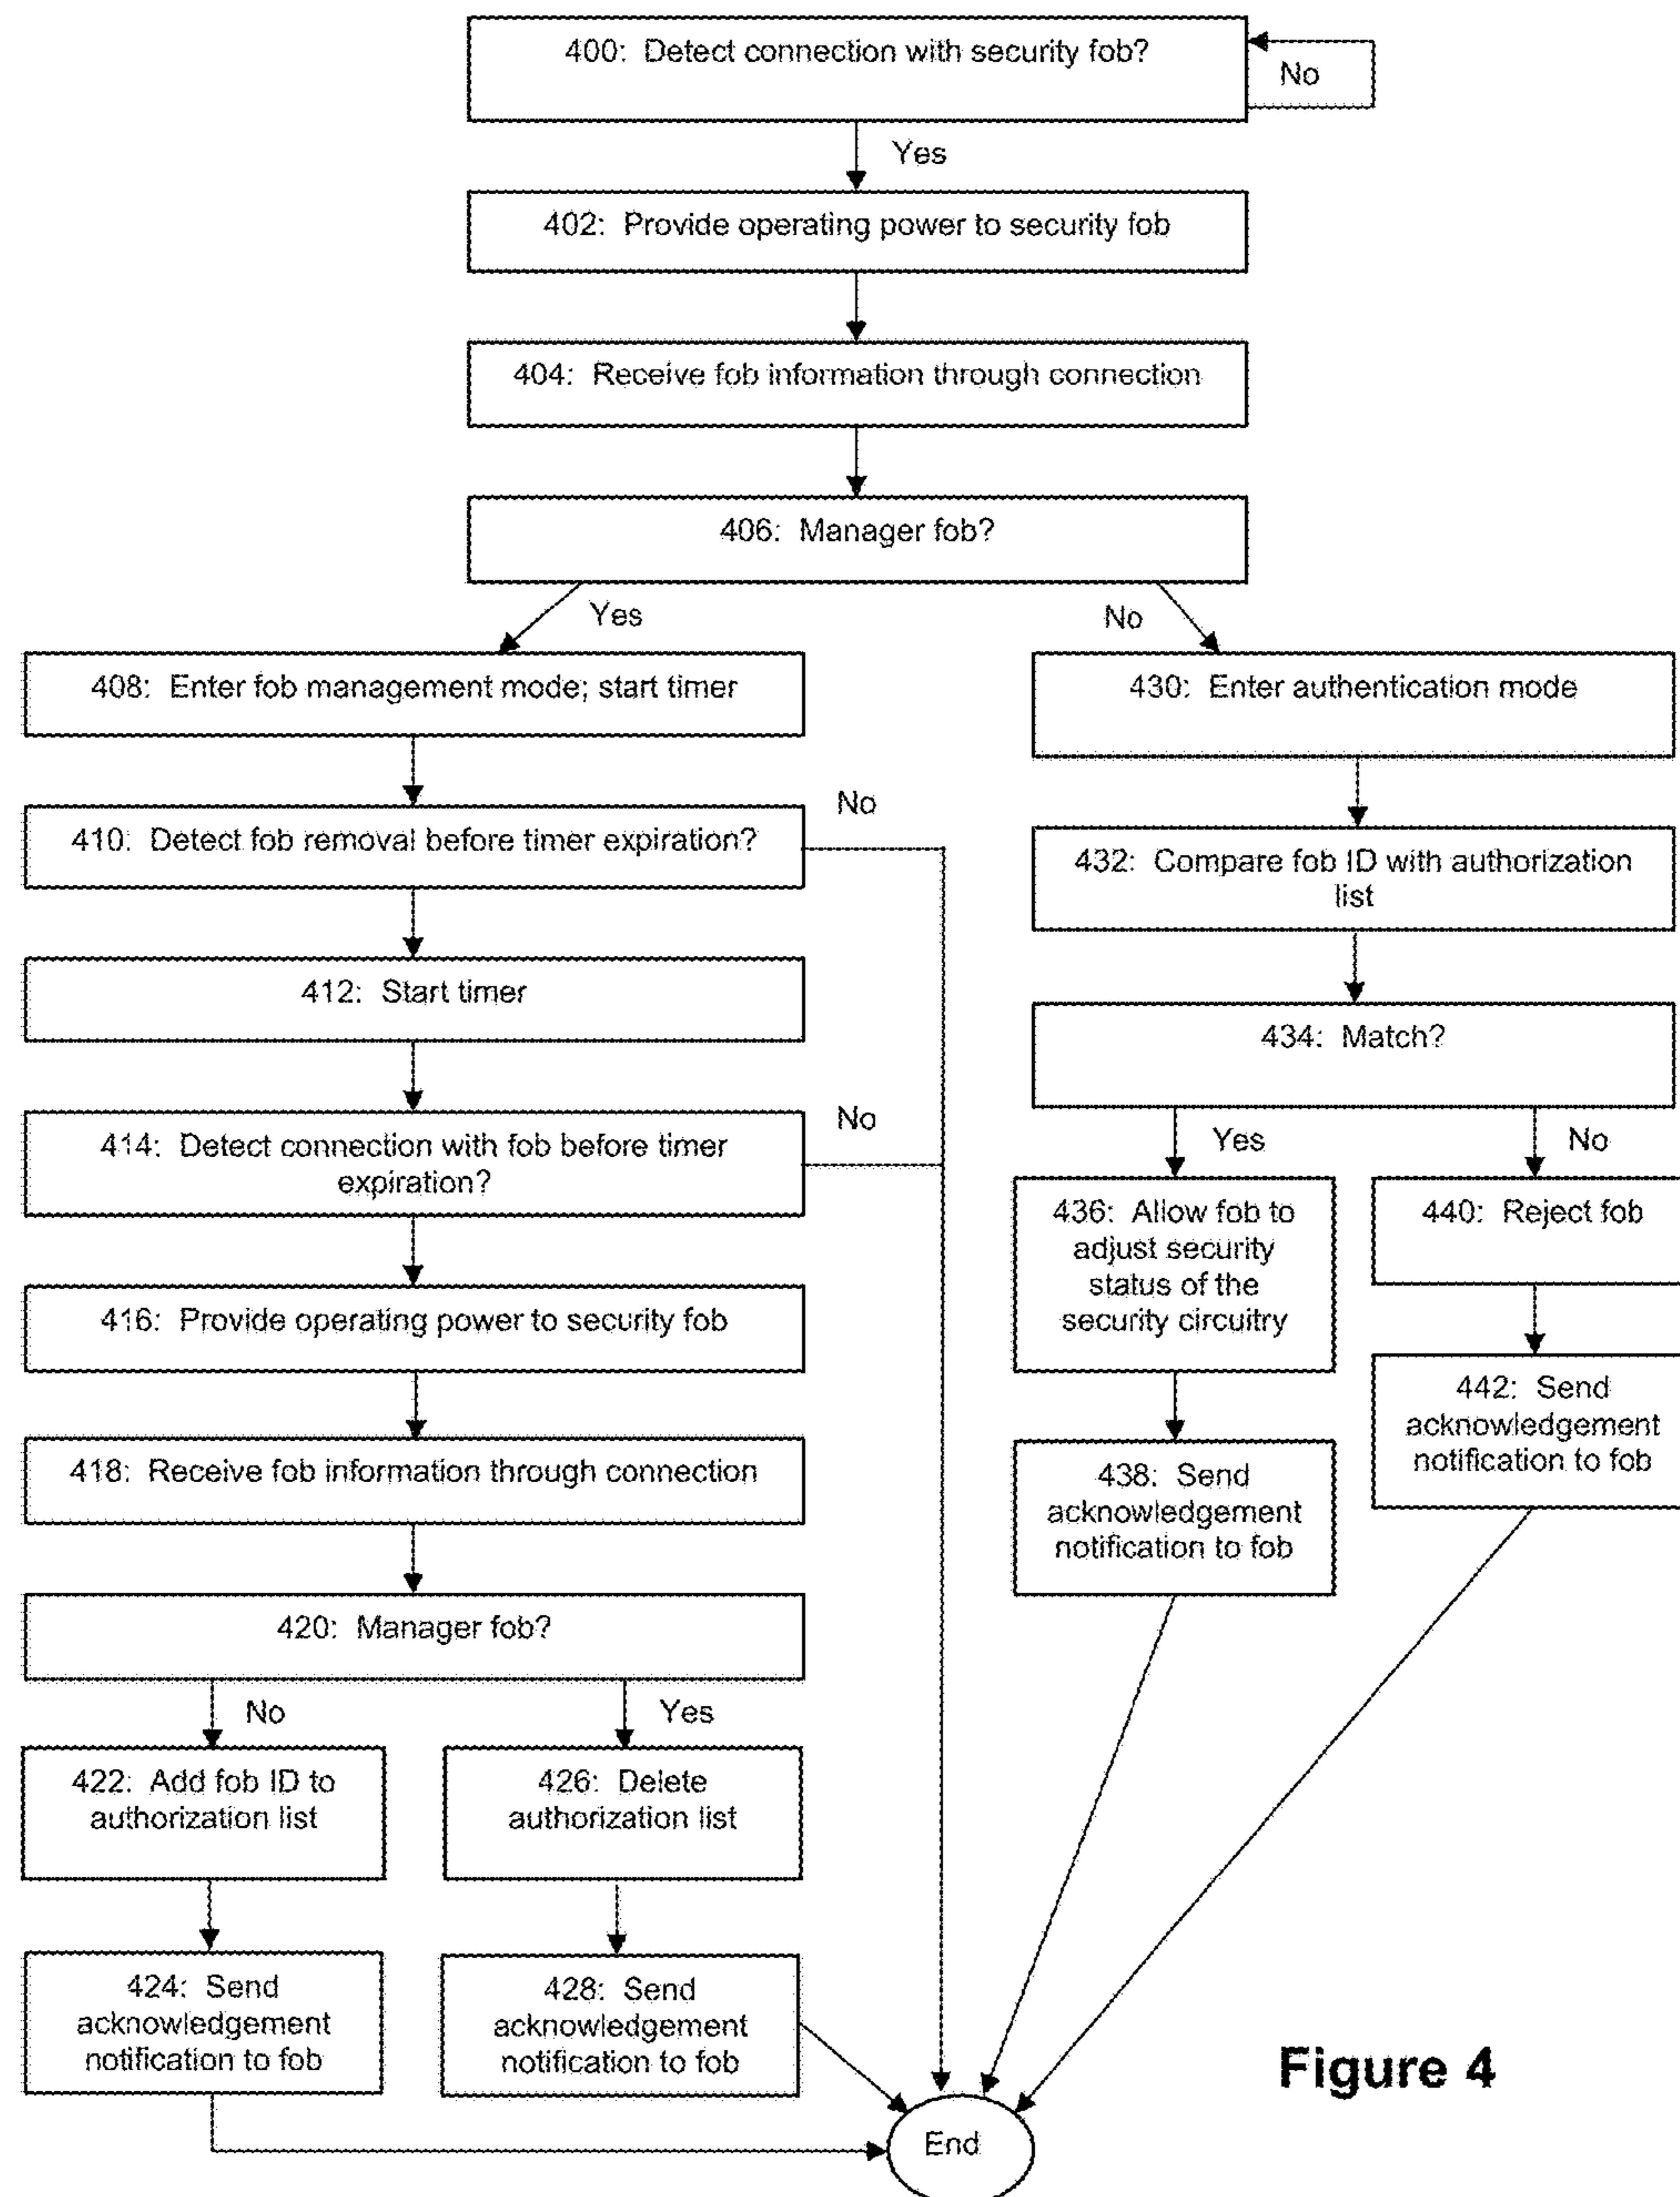 400: Detect connection with security fob?
No
Yes
402: Provide operating power to security fob
404: Receive fob information through connection
406: Manager fob?
Yes
No
408: Enter fob management mode; start timer
430: Enter authentication mode
No
410: Detect fob removal before timer expiration?
432: Compare fob ID with authorization
list
412: Start timer
434: Match?
No
414: Detect connection with fob before timer
expiration?
Yes
No
436: Allow fob to
adjust security
status of the
security circuitry
440: Reject fob
416: Provide operating power to security fob
442: Send
acknowledgement
notification to fob
418: Receive fob information through connection
438: Send
acknowledgement
notification to fob
420: Manager fob?
No
Yes
422: Add fob ID to
authorization list
426: Delete
authorization list
424: Send
acknowledgement
notification to fob
428: Send
acknowledgement
notification to fob
Figure 4
End